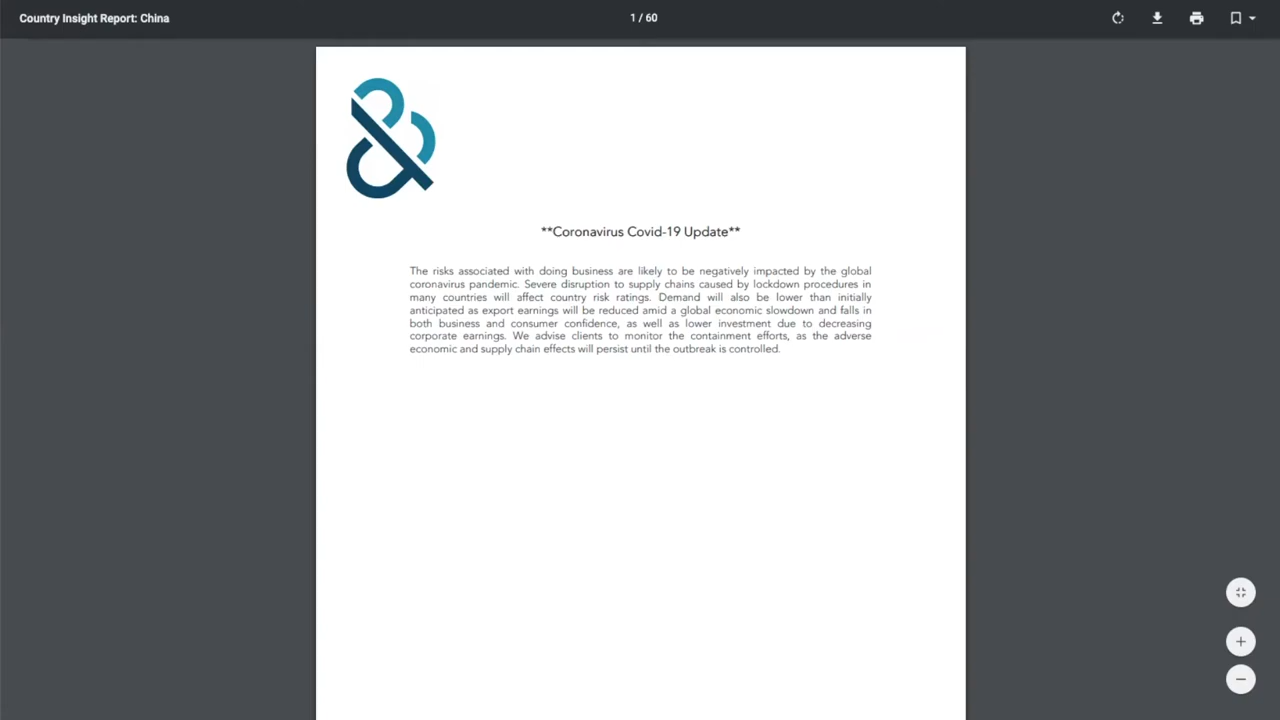 Country Insight Report: China
1 / 60
**Coronavirus Covid-19 Update**
The risks associated with doing business are likely to be negatively impacted by the global
coronavirus pandemic. Severe disruption to supply chains caused by lockdown procedures in
many countries will affect country risk ratings. Demand will also be lower than initially
anticipated as export earnings will be reduced amid a global economic slowdown and falls in
both business and consumer confidence, as well as lower investment due to decreasing
corporate earnings. We advise clients to monitor the containment efforts, as the adverse
economic and supply chain effects will persist until the outbreak is controlled.